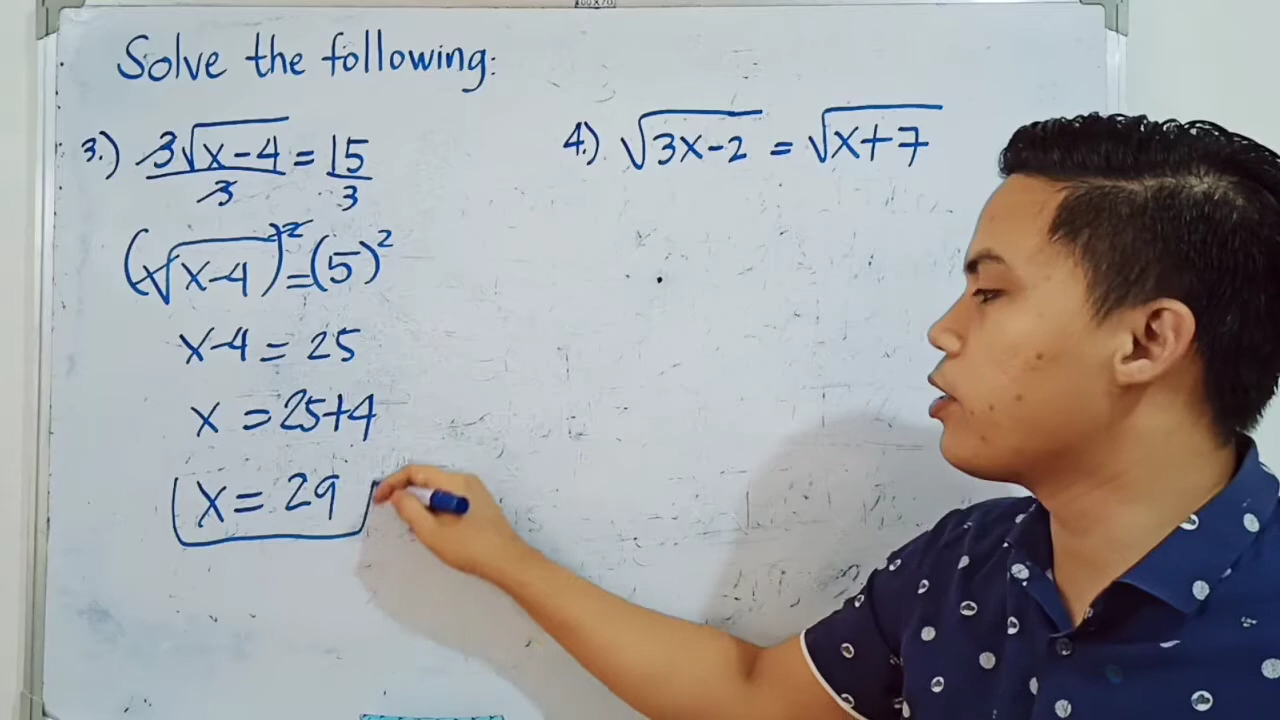 Solve the following:
3.) 3√(x-4) / 3 = 15 / 3
(√(x-4))² = (5)²
x-4 = 25
x = 25+4
x = 29
4.) √(3x-2) = √(x+7)